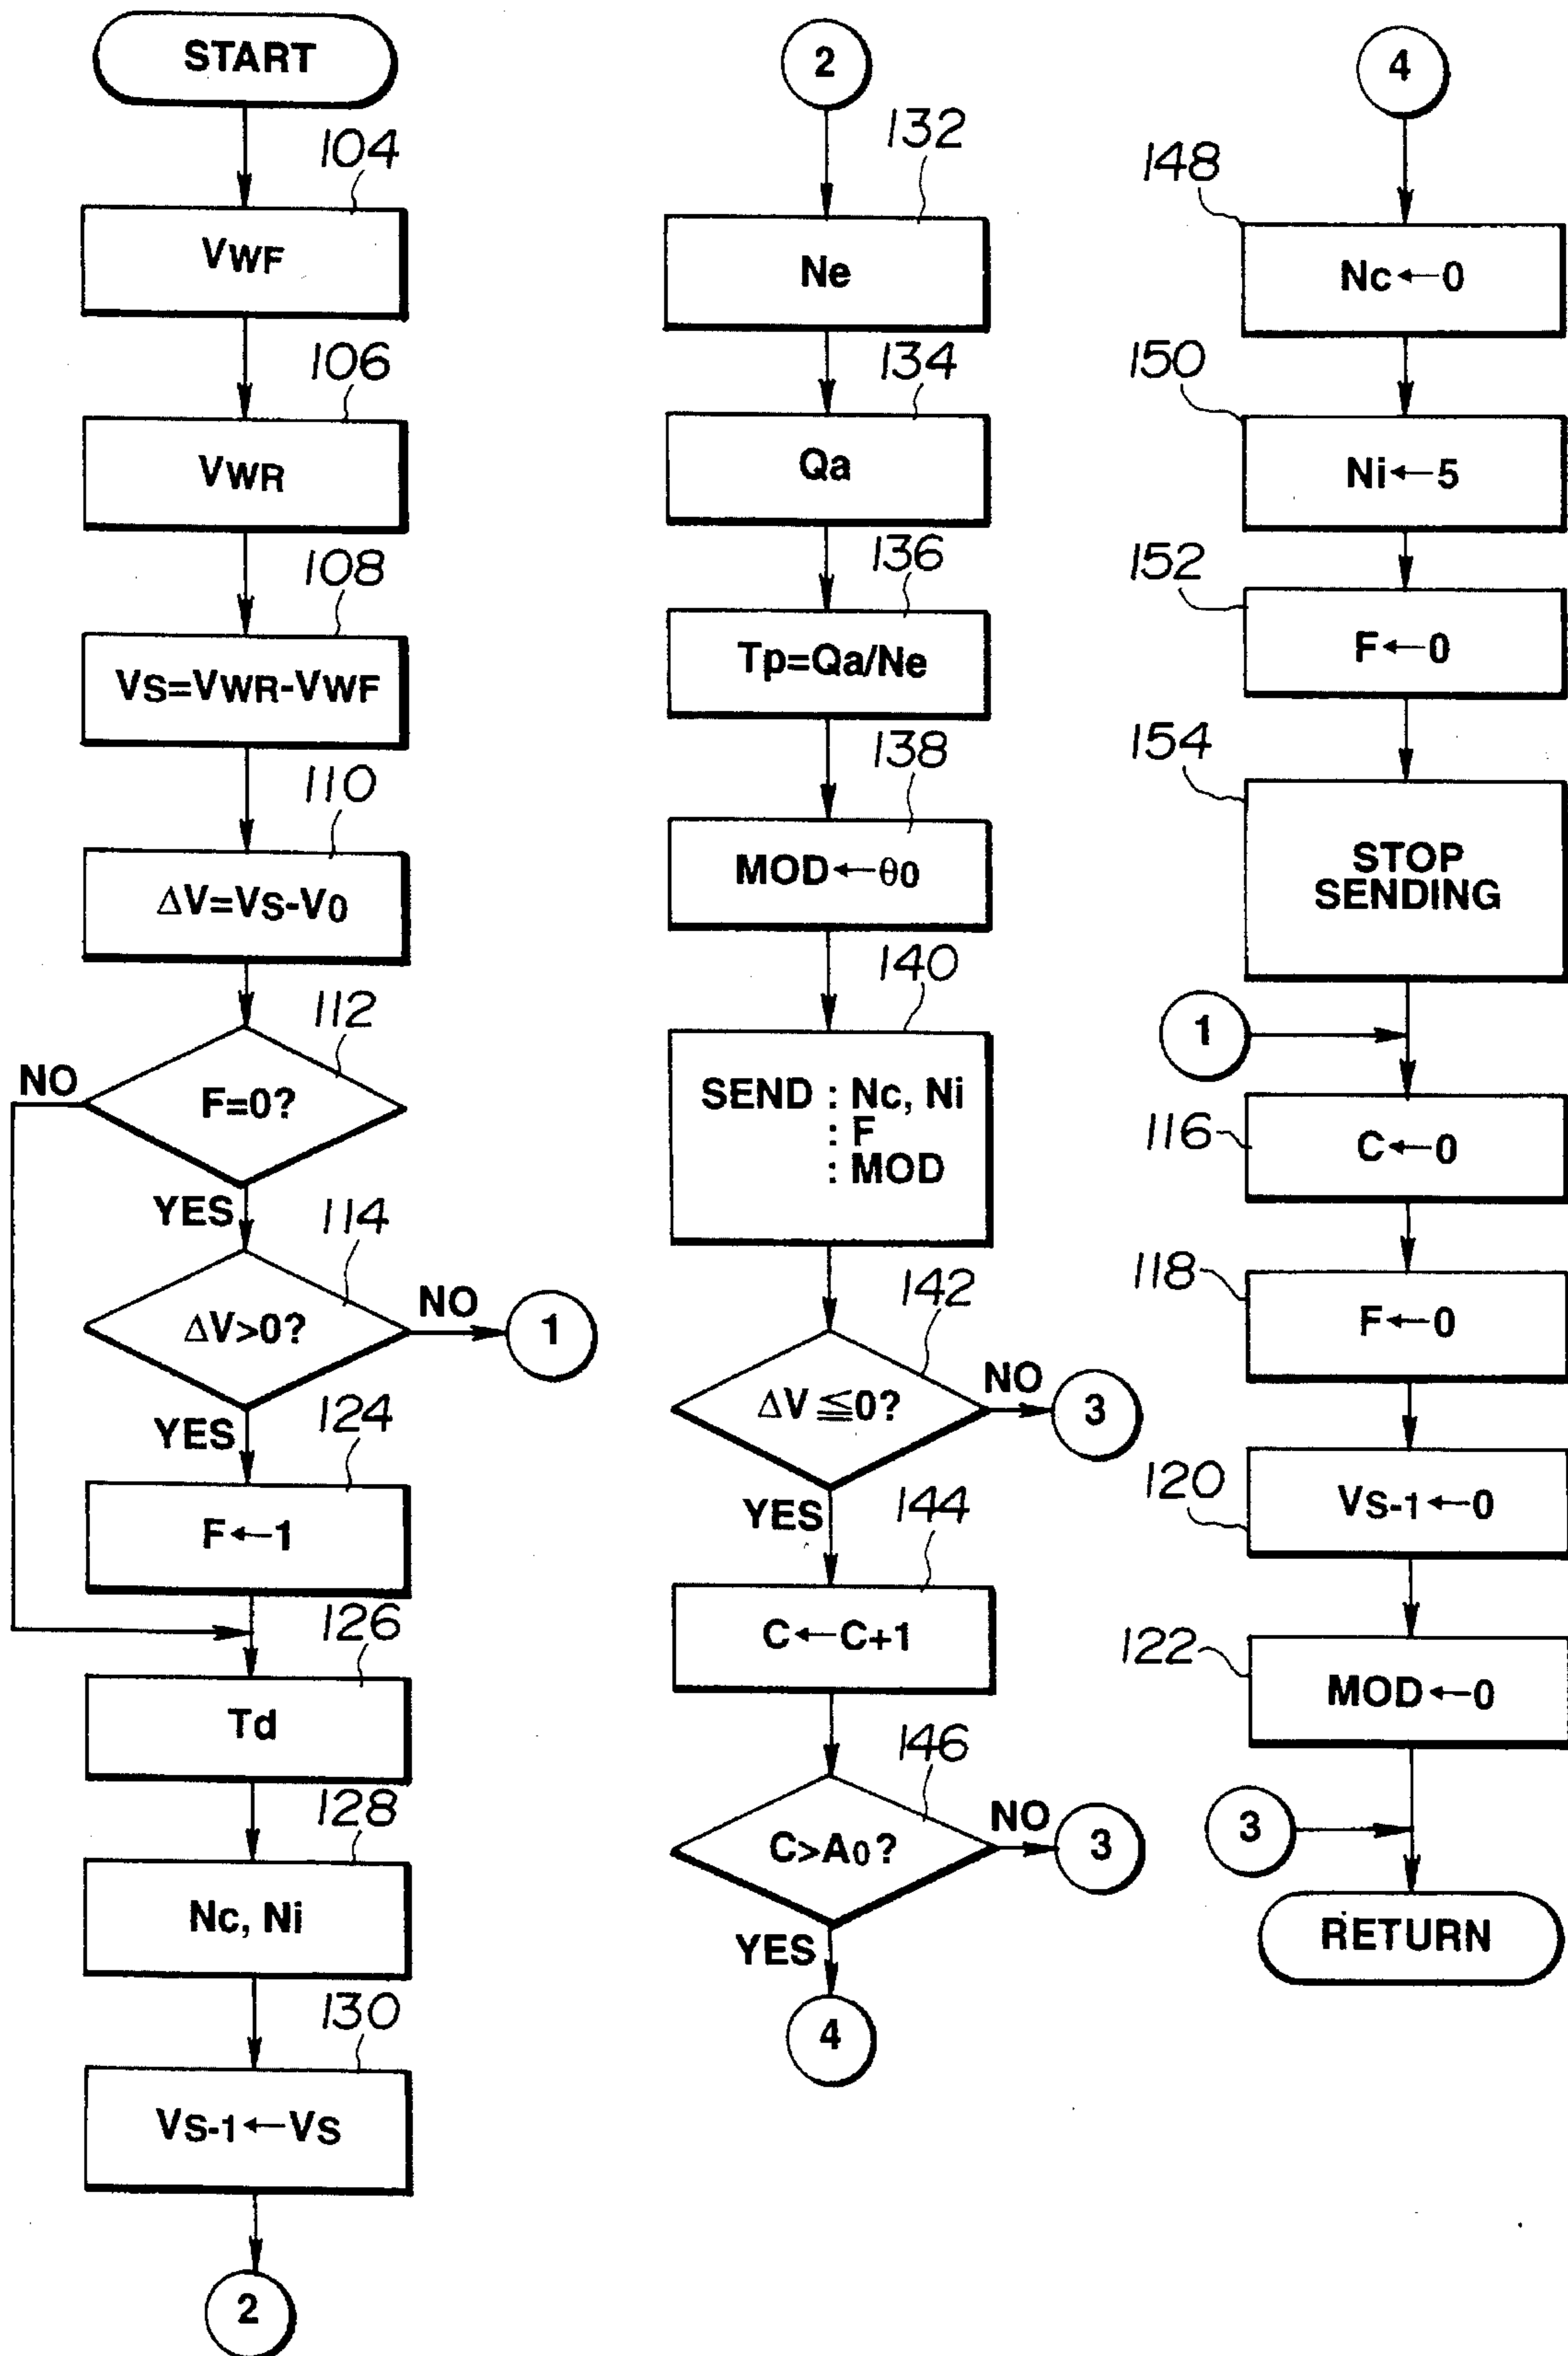 START
104
VWF
106
VWR
108
VS=VWR-VWF
110
ΔV=VS-V0
112
NO
F=0?
YES
114
ΔV>0?
NO
1
YES
124
F←1
126
Td
128
Nc, Ni
130
VS-1←VS
2
2
132
Ne
134
Qa
136
Tp=Qa/Ne
138
MOD←θ0
140
SEND : Nc, Ni
: F
: MOD
142
ΔV≦0?
NO
3
YES
144
C←C+1
146
C>A0?
NO
3
YES
4
4
148
Nc←0
150
Ni←5
152
F←0
154
STOP
SENDING
1
116
C←0
118
F←0
120
VS-1←0
122
MOD←0
3
RETURN